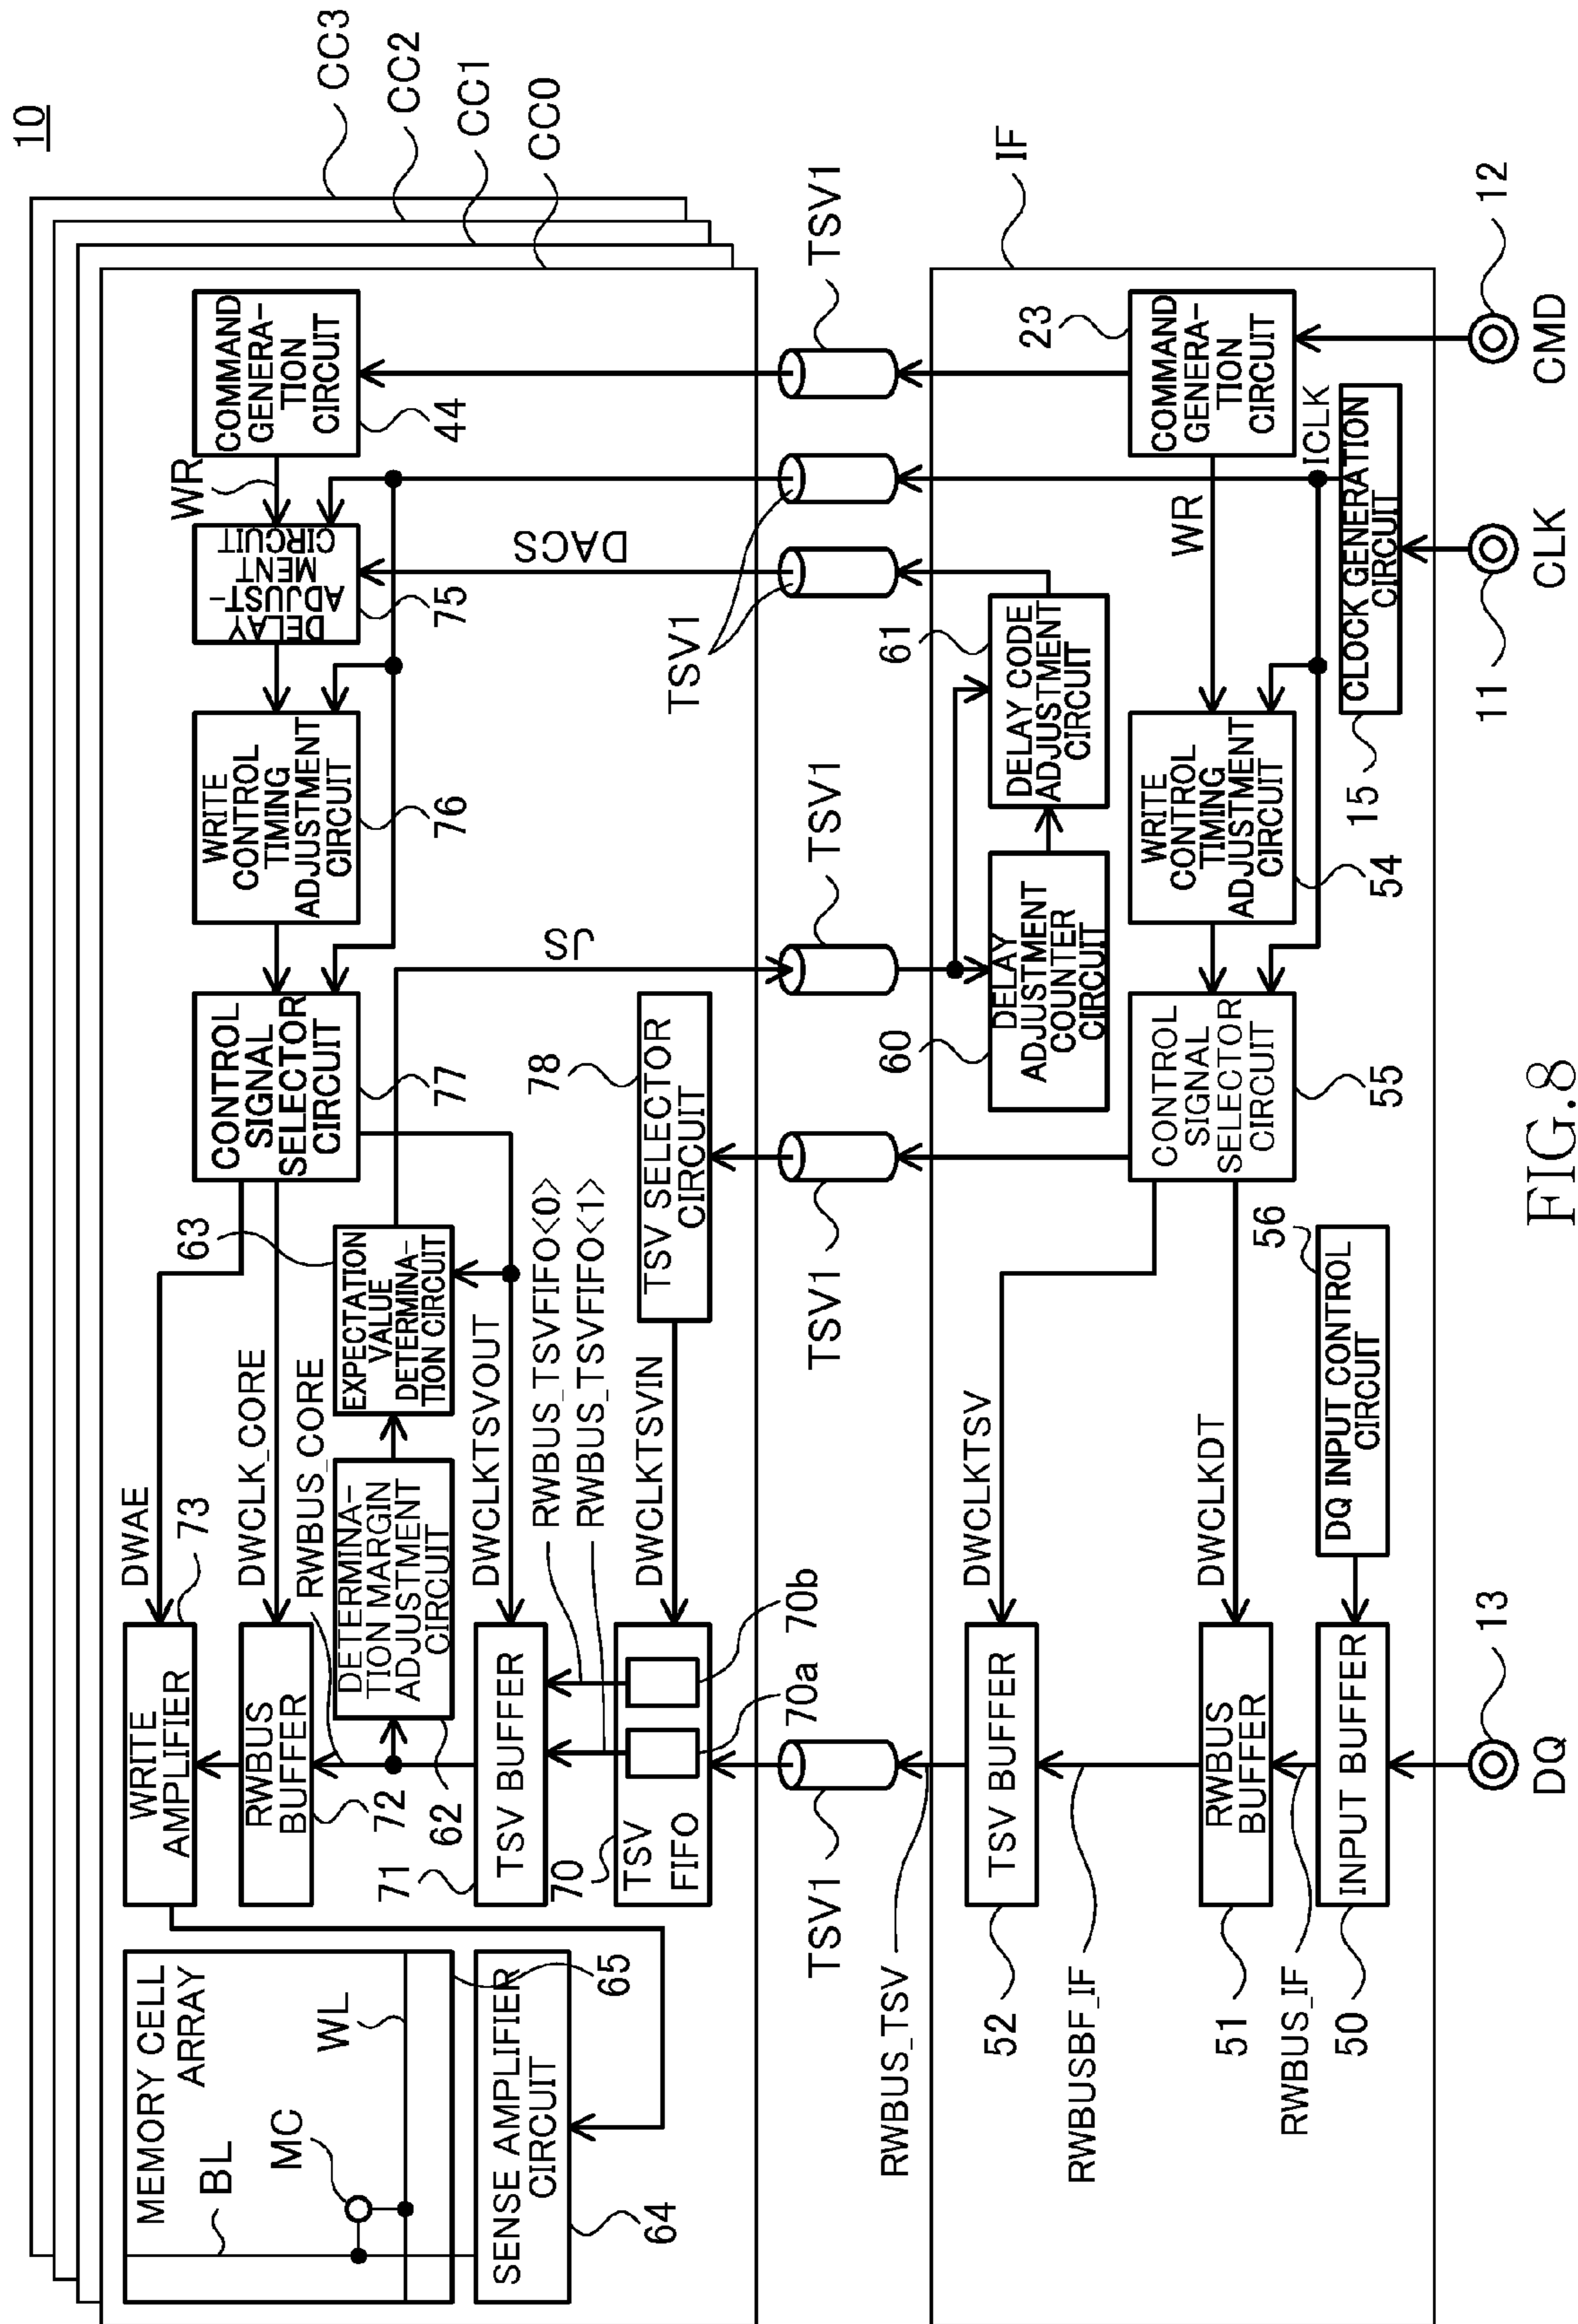 10
CC3
CC2
CC1
CC0
MEMORY CELL
ARRAY
BL
MC
WL
65
SENSE AMPLIFIER
CIRCUIT
64
WRITE
AMPLIFIER
73
DWAE
RWBUS
BUFFER
72
DWCLK_CORE
RWBUS_CORE
DETERMINA-
TION MARGIN
ADJUSTMENT
CIRCUIT
62
EXPECTATION
VALUE
DETERMINA-
TION CIRCUIT
63
TSV BUFFER
71
DWCLKTSVOUT
RWBUS_TSVFIFO<0>
RWBUS_TSVFIFO<1>
TSV
FIFO
70
70a
70b
DWCLKTSVIN
TSV SELECTOR
CIRCUIT
78
CONTROL
SIGNAL
SELECTOR
CIRCUIT
77
JS
WRITE
CONTROL
TIMING
ADJUSTMENT
CIRCUIT
76
DELAY
ADJUST-
MENT
CIRCUIT
75
DACS
WR
COMMAND
GENERA-
TION
CIRCUIT
44
TSV1
TSV1
TSV1
TSV1
TSV1
RWBUS_TSV
IF
TSV BUFFER
52
DWCLKTSV
RWBUSBF_IF
RWBUS
BUFFER
51
DWCLKDT
RWBUS_IF
INPUT BUFFER
50
DQ INPUT CONTROL
CIRCUIT
56
CONTROL
SIGNAL
SELECTOR
CIRCUIT
55
DELAY
ADJUSTMENT
COUNTER
CIRCUIT
60
DELAY CODE
ADJUSTMENT
CIRCUIT
61
WRITE
CONTROL
TIMING
ADJUSTMENT
CIRCUIT
54
WR
COMMAND
GENERA-
TION
CIRCUIT
23
ICLK
CLOCK GENERATION
CIRCUIT
15
13
DQ
11
CLK
12
CMD
FIG.8